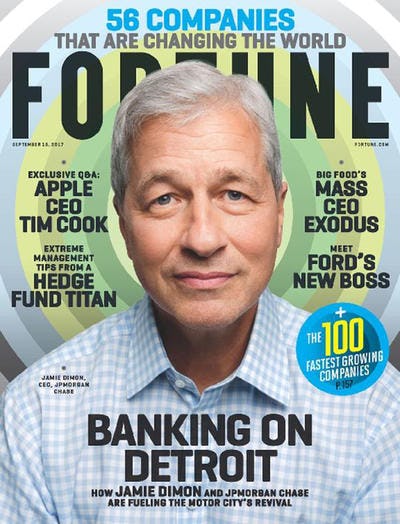 56 COMPANIES
THAT ARE CHANGING THE WORLD
FORTUNE
SEPTEMBER 15, 2017
FORTUNE.COM
EXCLUSIVE Q&A:
APPLE
CEO
TIM COOK
EXTREME
MANAGEMENT
TIPS FROM A
HEDGE
FUND TITAN
BIG FOOD'S
MASS
CEO
EXODUS
MEET
FORD'S
NEW BOSS
+
THE 100
FASTEST GROWING
COMPANIES
P.157
JAMIE DIMON,
CEO, JPMORGAN
CHASE
BANKING ON
DETROIT
HOW JAMIE DIMON AND JPMORGAN CHASE
ARE FUELING THE MOTOR CITY'S REVIVAL